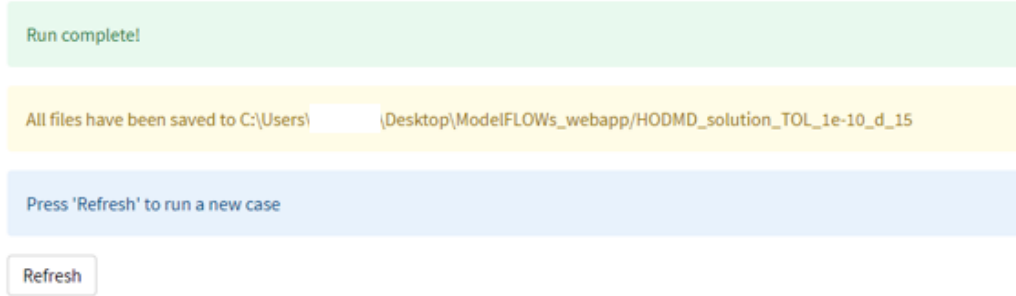 Run complete!
All files have been saved to C:\Users\ \Desktop\ModelFLOWs_webapp/HODMD_solution_TOL_1e-10_d_15
Press 'Refresh' to run a new case
Refresh